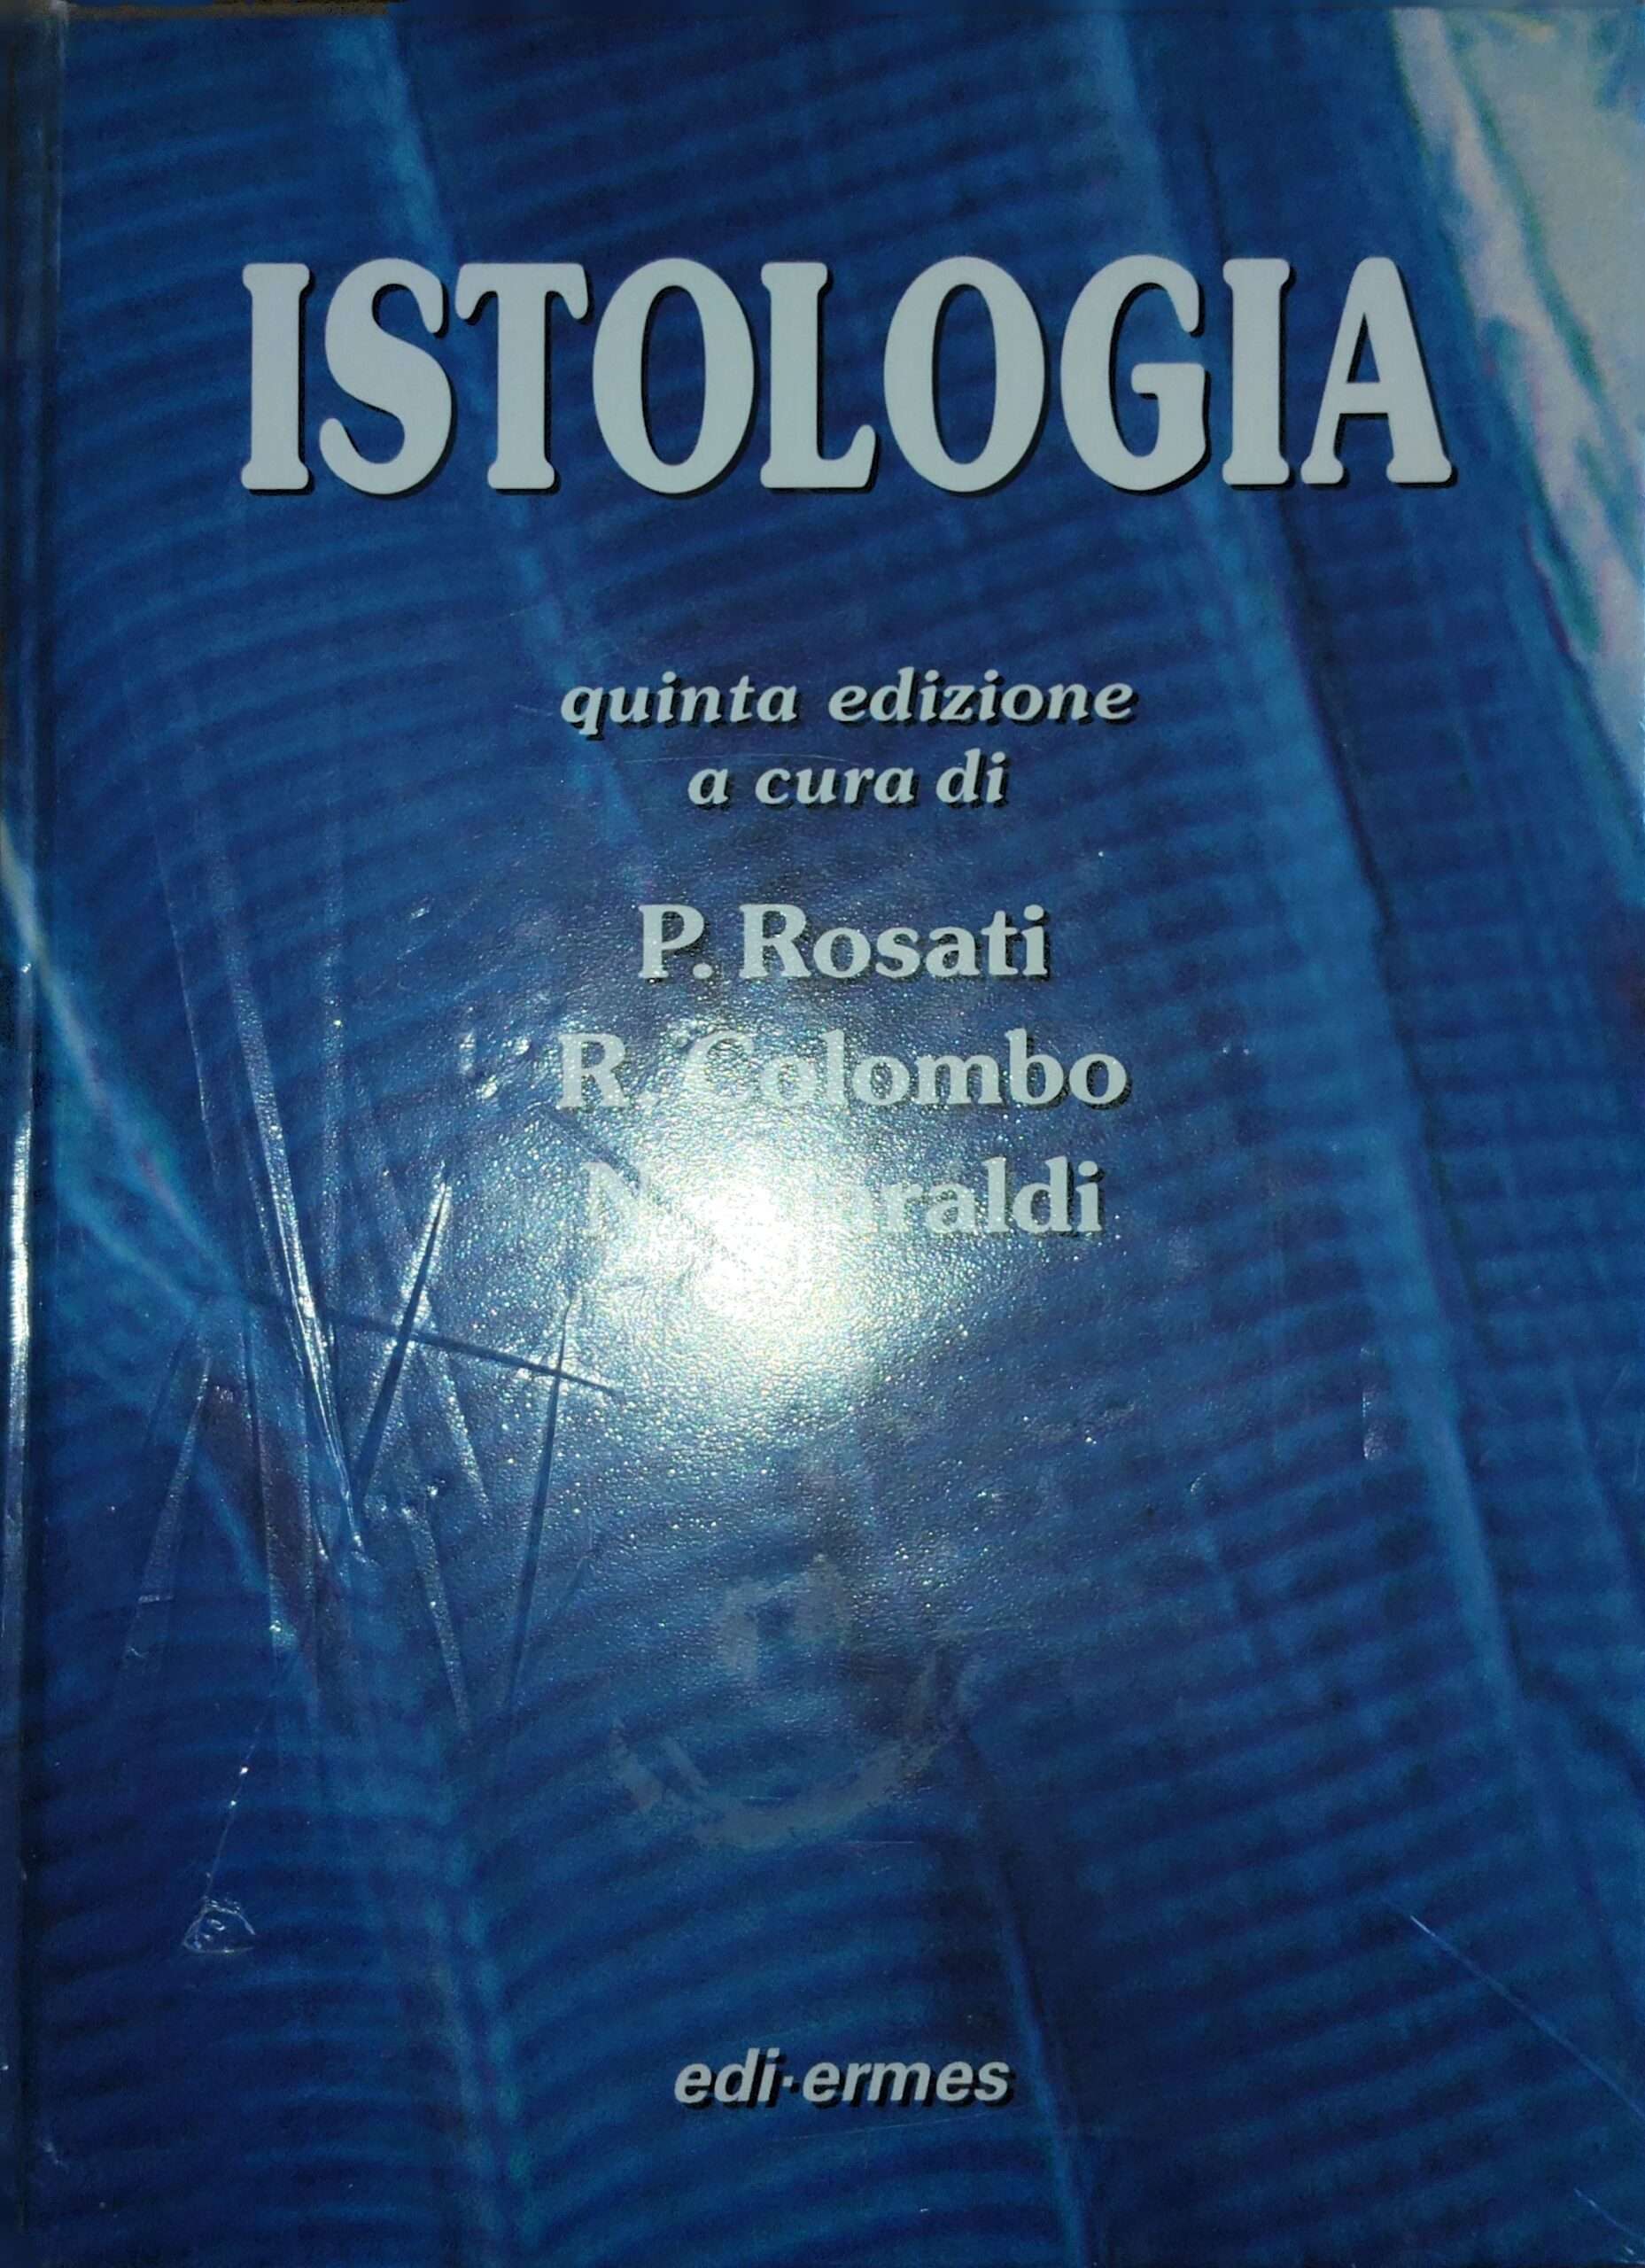 ISTOLOGIA
quinta edizione
a cura di
P. Rosati
R. Colombo
N.
edi·ermes